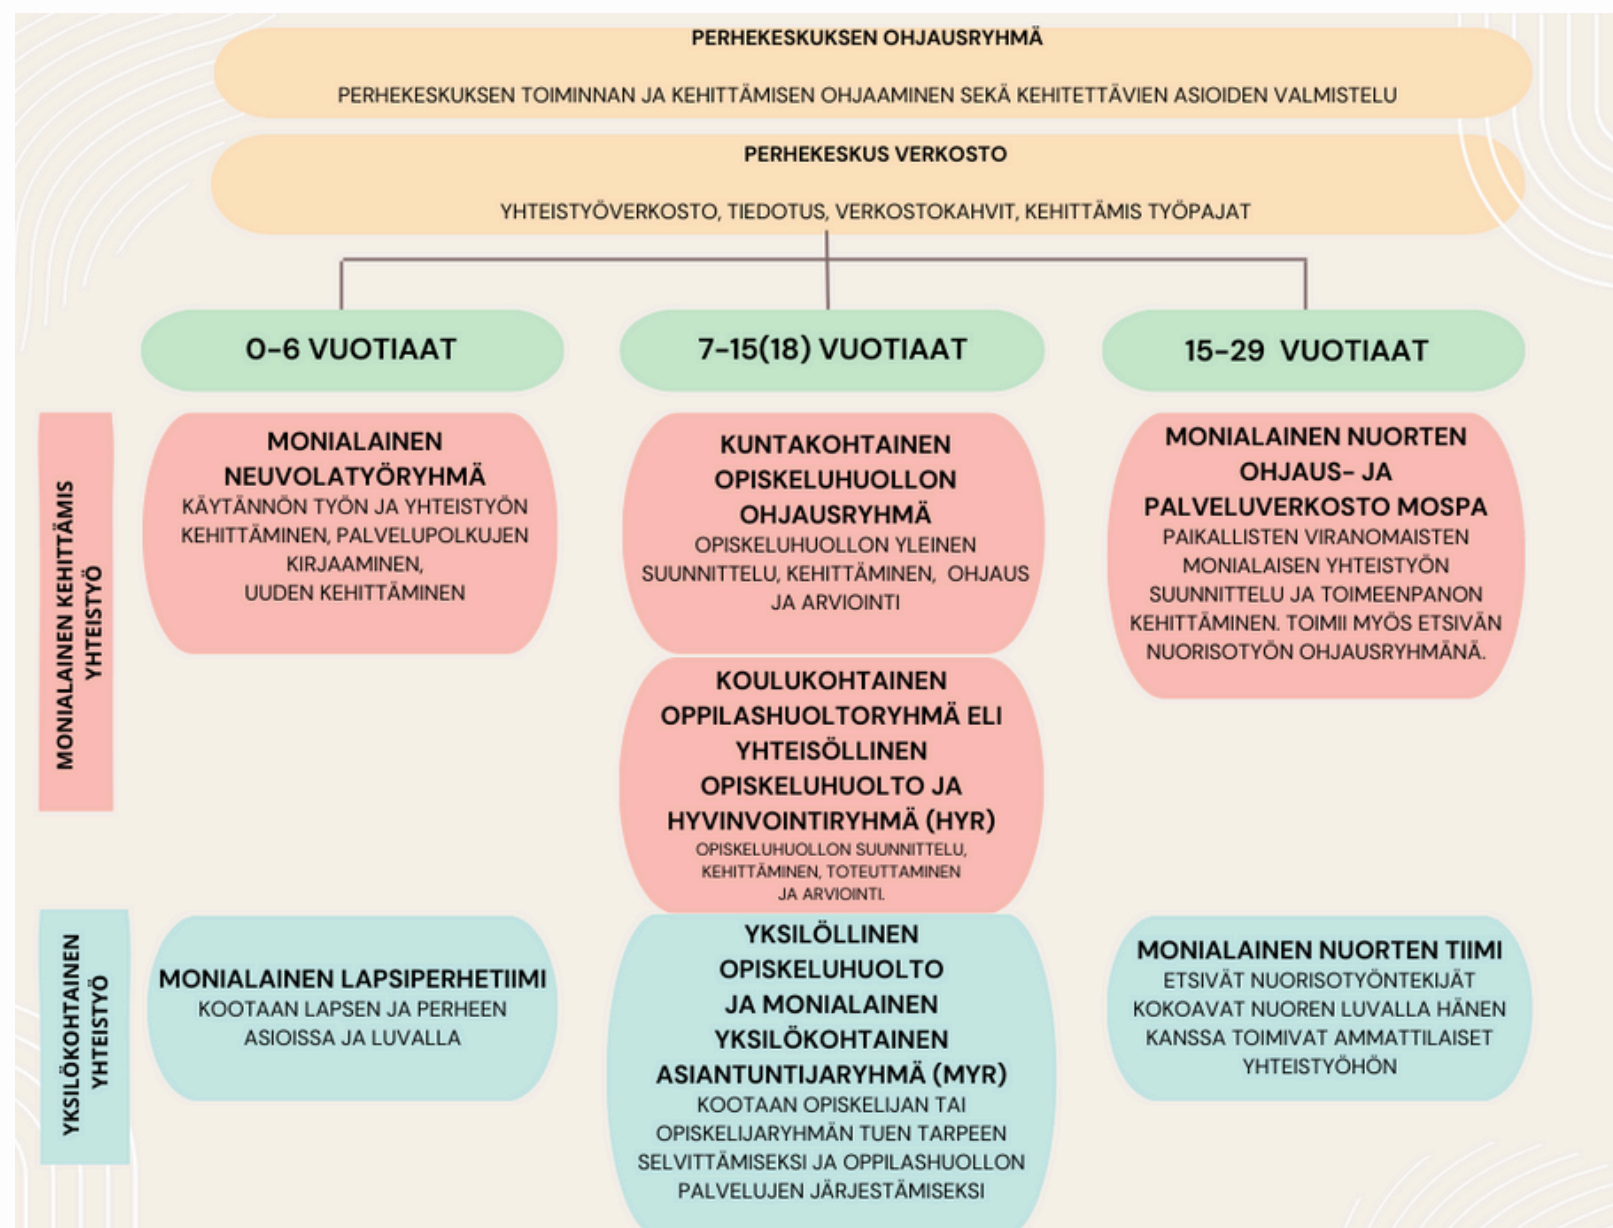 PERHEKESKUKSEN OHJAUSRYHMÄ
PERHEKESKUKSEN TOIMINNAN JA KEHITTÄMISEN OHJAAMINEN SEKÄ KEHITETTÄVIEN ASIOIDEN VALMISTELU
PERHEKESKUS VERKOSTO
YHTEISTYÖVERKOSTO, TIEDOTUS, VERKOSTOKAHVIT, KEHITTÄMIS TYÖPAJAT
0-6 VUOTIAAT
7-15(18) VUOTIAAT
15-29 VUOTIAAT
MONIALAINEN KEHITTÄMIS
YHTEISTYÖ
MONIALAINEN
NEUVOLATYÖRYHMÄ
KÄYTÄNNÖN TYÖN JA YHTEISTYÖN
KEHITTÄMINEN, PALVELUPOLKUJEN
KIRJAAMINEN,
UUDEN KEHITTÄMINEN
KUNTAKOHTAINEN
OPISKELUHUOLLON
OHJAUSRYHMÄ
OPISKELUHUOLLON YLEINEN
SUUNNITTELU, KEHITTÄMINEN, OHJAUS
JA ARVIOINTI
MONIALAINEN NUORTEN
OHJAUS- JA
PALVELUVERKOSTO MOSPA
PAIKALLISTEN VIRANOMAISTEN
MONIALAISEN YHTEISTYÖN
SUUNNITTELU JA TOIMEENPANON
KEHITTÄMINEN. TOIMII MYÖS ETSIVÄN
NUORISOTYÖN OHJAUSRYHMÄNÄ.
KOULUKOHTAINEN
OPPILASHUOLTORYHMÄ ELI
YHTEISÖLLINEN
OPISKELUHUOLTO JA
HYVINVOINTIRYHMÄ (HYR)
OPISKELUHUOLLON SUUNNITTELU,
KEHITTÄMINEN, TOTEUTTAMINEN
JA ARVIOINTI.
YKSILÖKOHTAINEN
YHTEISTYÖ
MONIALAINEN LAPSIPERHETIIMI
KOOTAAN LAPSEN JA PERHEEN
ASIOISSA JA LUVALLA
YKSILÖLLINEN
OPISKELUHUOLTO
JA MONIALAINEN
YKSILÖKOHTAINEN
ASIANTUNTIJARYHMÄ (MYR)
KOOTAAN OPISKELIJAN TAI
OPISKELIJARYHMÄN TUEN TARPEEN
SELVITTÄMISEKSI JA OPPILASHUOLLON
PALVELUJEN JÄRJESTÄMISEKSI
MONIALAINEN NUORTEN TIIMI
ETSIVÄT NUORISOTYÖNTEKIJÄT
KOKOAVAT NUOREN LUVALLA HÄNEN
KANSSA TOIMIVAT AMMATTILAISET
YHTEISTYÖHÖN